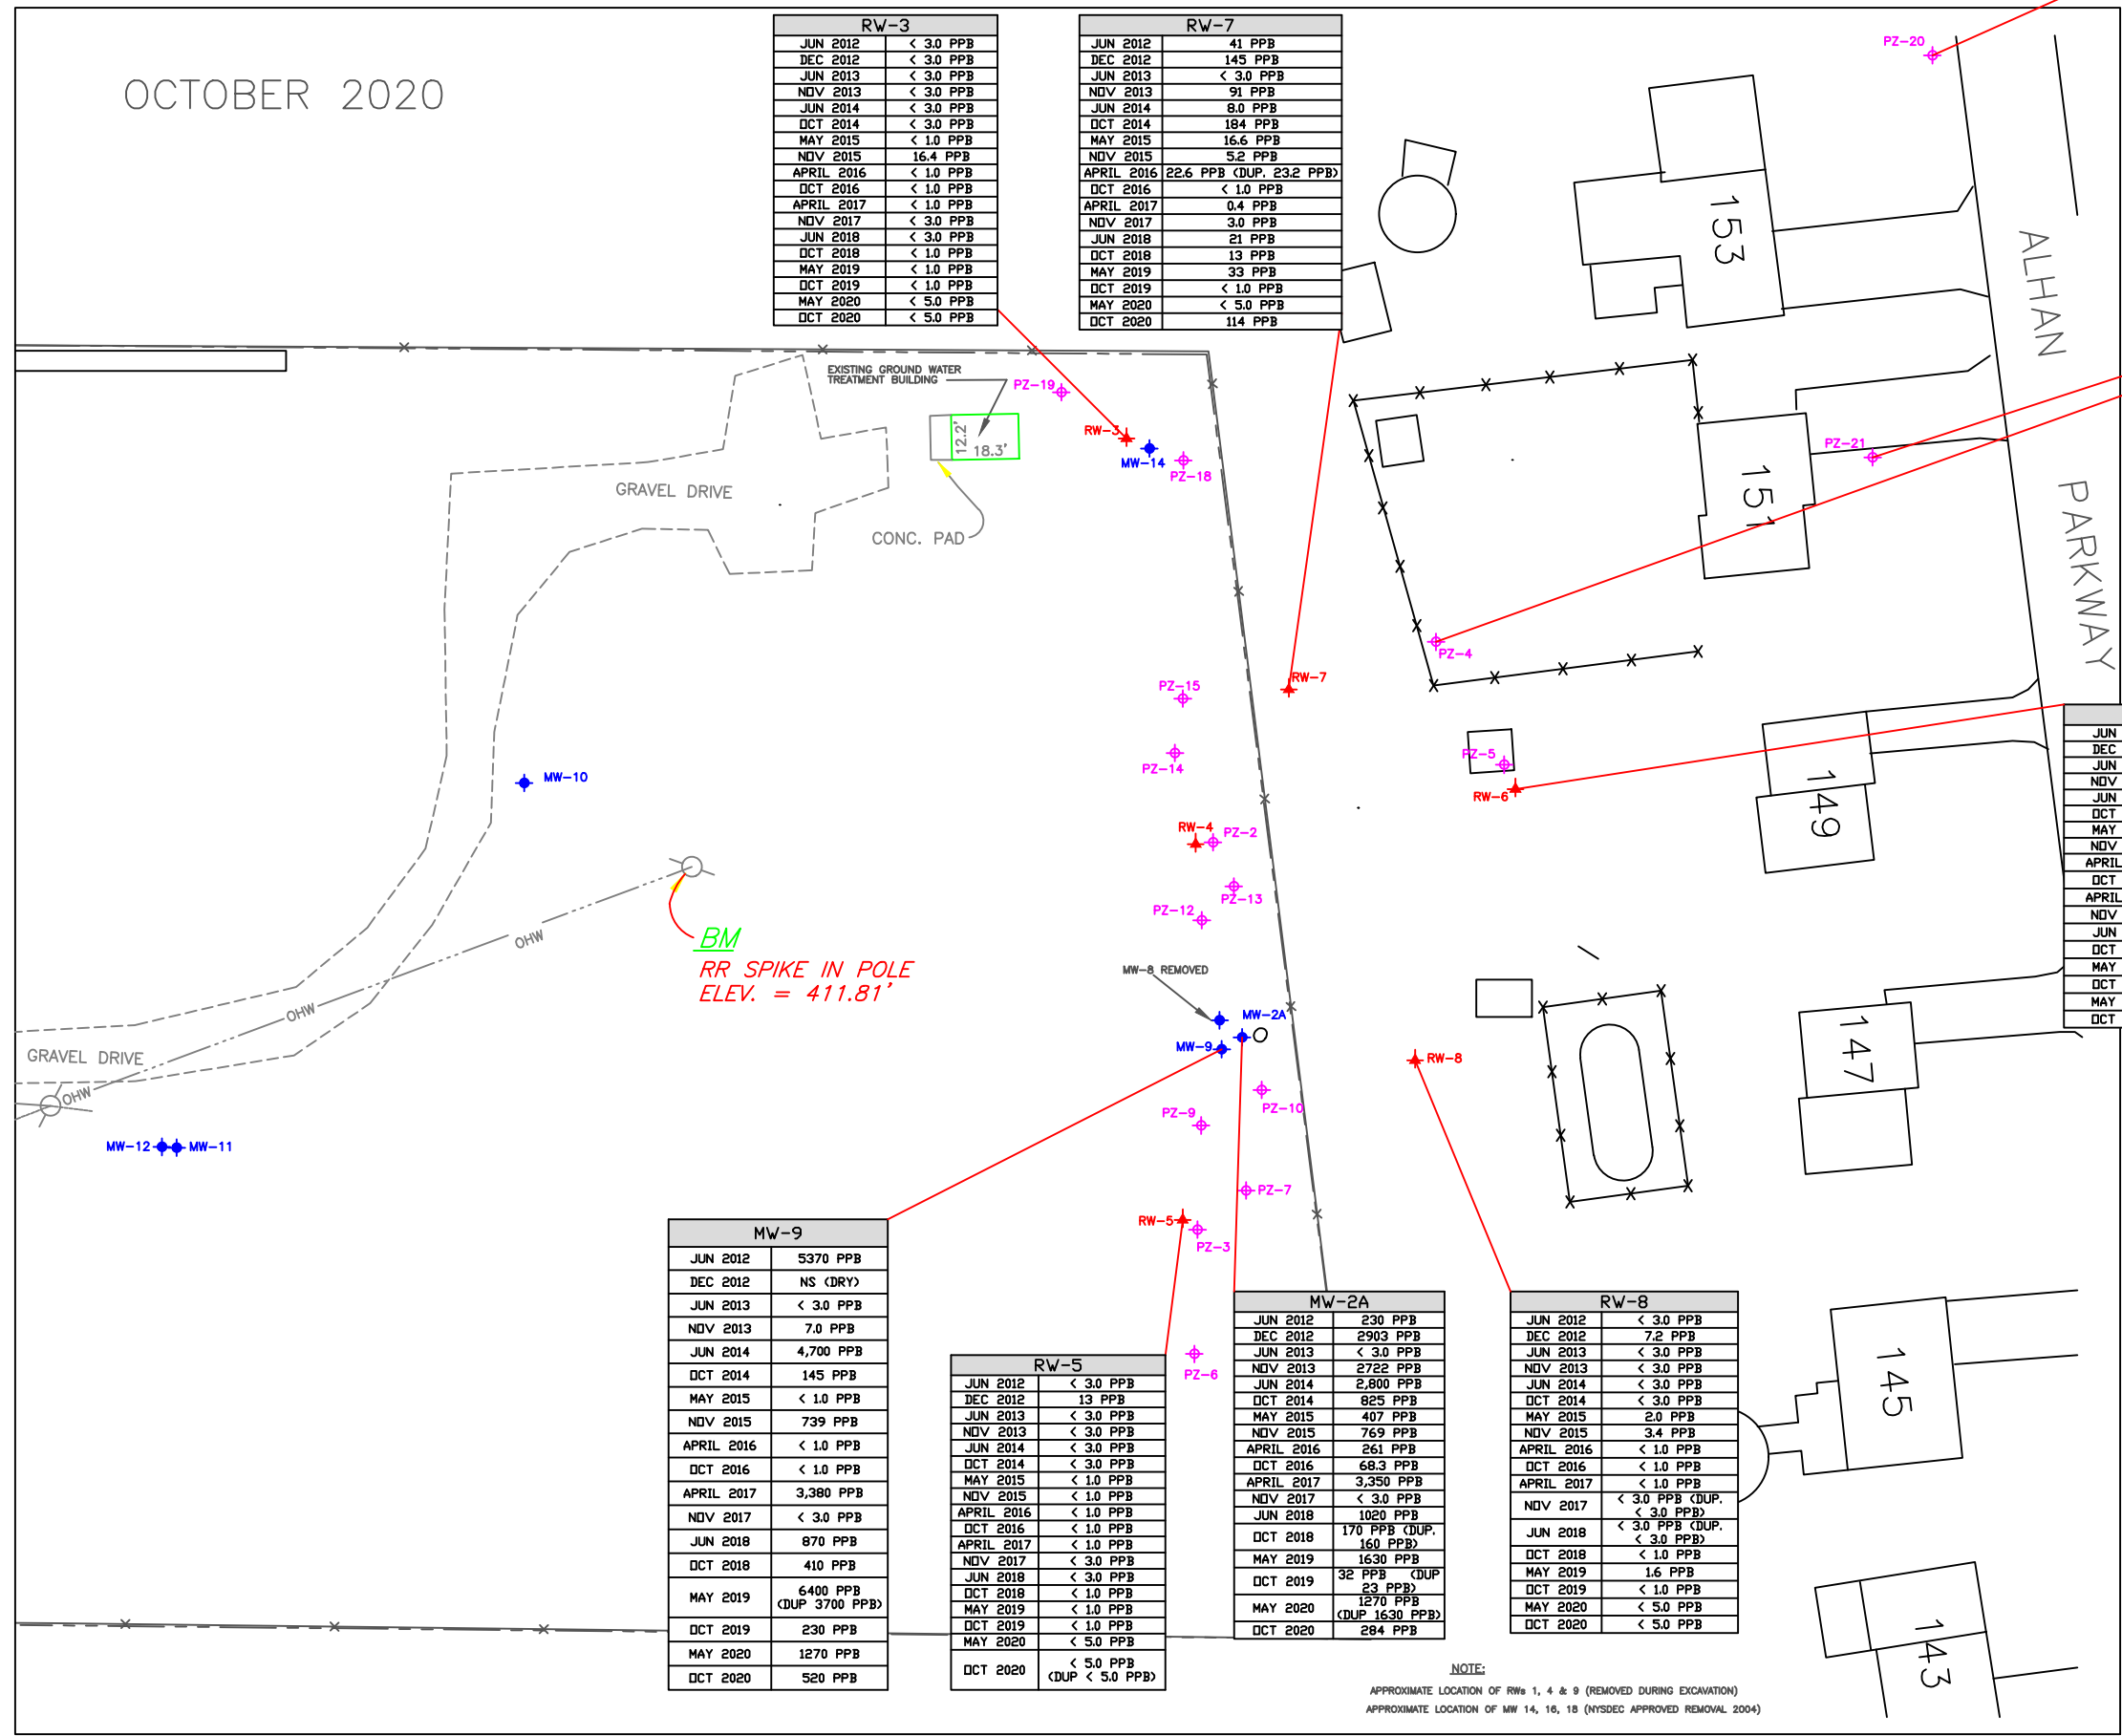 OCTOBER 2020
RW-3
JUN 2012 < 3.0 PPB
DEC 2012 < 3.0 PPB
JUN 2013 < 3.0 PPB
NOV 2013 < 3.0 PPB
JUN 2014 < 3.0 PPB
OCT 2014 < 3.0 PPB
MAY 2015 < 1.0 PPB
NOV 2015 16.4 PPB
APRIL 2016 < 1.0 PPB
OCT 2016 < 1.0 PPB
APRIL 2017 < 1.0 PPB
NOV 2017 < 3.0 PPB
JUN 2018 < 3.0 PPB
OCT 2018 < 1.0 PPB
MAY 2019 < 1.0 PPB
OCT 2019 < 1.0 PPB
MAY 2020 < 5.0 PPB
OCT 2020 < 5.0 PPB
RW-7
JUN 2012 41 PPB
DEC 2012 145 PPB
JUN 2013 < 3.0 PPB
NOV 2013 91 PPB
JUN 2014 8.0 PPB
OCT 2014 184 PPB
MAY 2015 16.6 PPB
NOV 2015 5.2 PPB
APRIL 2016 22.6 PPB (DUP. 23.2 PPB)
OCT 2016 < 1.0 PPB
APRIL 2017 0.4 PPB
NOV 2017 3.0 PPB
JUN 2018 21 PPB
OCT 2018 13 PPB
MAY 2019 33 PPB
OCT 2019 < 1.0 PPB
MAY 2020 < 5.0 PPB
OCT 2020 114 PPB
PZ-20
153
ALHAN
PARKWAY
EXISTING GROUND WATER
TREATMENT BUILDING
12.2'
18.3'
PZ-19
RW-3
MW-14
PZ-18
GRAVEL DRIVE
CONC. PAD
PZ-21
151
PZ-4
RW-7
PZ-15
PZ-14
MW-10
PZ-5
RW-6
149
RW-4
PZ-2
PZ-13
PZ-12
JUN
DEC
JUN
NOV
JUN
OCT
MAY
NOV
APRIL
OCT
APRIL
NOV
JUN
OCT
MAY
OCT
MAY
OCT
OHW
BM
RR SPIKE IN POLE
ELEV. = 411.81'
OHW
GRAVEL DRIVE
OHW
MW-8 REMOVED
MW-2A
MW-9
RW-8
147
PZ-10
PZ-9
MW-12
MW-11
PZ-7
RW-5
PZ-3
PZ-6
MW-9
JUN 2012 5370 PPB
DEC 2012 NS (DRY)
JUN 2013 < 3.0 PPB
NOV 2013 7.0 PPB
JUN 2014 4,700 PPB
OCT 2014 145 PPB
MAY 2015 < 1.0 PPB
NOV 2015 739 PPB
APRIL 2016 < 1.0 PPB
OCT 2016 < 1.0 PPB
APRIL 2017 3,380 PPB
NOV 2017 < 3.0 PPB
JUN 2018 870 PPB
OCT 2018 410 PPB
MAY 2019 6400 PPB
(DUP 3700 PPB)
OCT 2019 230 PPB
MAY 2020 1270 PPB
OCT 2020 520 PPB
RW-5
JUN 2012 < 3.0 PPB
DEC 2012 13 PPB
JUN 2013 < 3.0 PPB
NOV 2013 < 3.0 PPB
JUN 2014 < 3.0 PPB
OCT 2014 < 3.0 PPB
MAY 2015 < 1.0 PPB
NOV 2015 < 1.0 PPB
APRIL 2016 < 1.0 PPB
OCT 2016 < 1.0 PPB
APRIL 2017 < 1.0 PPB
NOV 2017 < 3.0 PPB
JUN 2018 < 3.0 PPB
OCT 2018 < 1.0 PPB
MAY 2019 < 1.0 PPB
OCT 2019 < 1.0 PPB
MAY 2020 < 5.0 PPB
OCT 2020 < 5.0 PPB
(DUP < 5.0 PPB)
MW-2A
JUN 2012 230 PPB
DEC 2012 2903 PPB
JUN 2013 < 3.0 PPB
NOV 2013 2722 PPB
JUN 2014 2,800 PPB
OCT 2014 825 PPB
MAY 2015 407 PPB
NOV 2015 769 PPB
APRIL 2016 261 PPB
OCT 2016 68.3 PPB
APRIL 2017 3,350 PPB
NOV 2017 < 3.0 PPB
JUN 2018 1020 PPB
OCT 2018 170 PPB (DUP.
160 PPB)
MAY 2019 1630 PPB
OCT 2019 32 PPB (DUP
23 PPB)
MAY 2020 1270 PPB
(DUP 1630 PPB)
OCT 2020 284 PPB
RW-8
JUN 2012 < 3.0 PPB
DEC 2012 7.2 PPB
JUN 2013 < 3.0 PPB
NOV 2013 < 3.0 PPB
JUN 2014 < 3.0 PPB
OCT 2014 < 3.0 PPB
MAY 2015 2.0 PPB
NOV 2015 3.4 PPB
APRIL 2016 < 1.0 PPB
OCT 2016 < 1.0 PPB
APRIL 2017 < 1.0 PPB
NOV 2017 < 3.0 PPB (DUP.
< 3.0 PPB)
JUN 2018 < 3.0 PPB (DUP.
< 3.0 PPB)
OCT 2018 < 1.0 PPB
MAY 2019 1.6 PPB
OCT 2019 < 1.0 PPB
MAY 2020 < 5.0 PPB
OCT 2020 < 5.0 PPB
145
143
NOTE:
APPROXIMATE LOCATION OF RWs 1, 4 & 9 (REMOVED DURING EXCAVATION)
APPROXIMATE LOCATION OF MW 14, 16, 18 (NYSDEC APPROVED REMOVAL 2004)